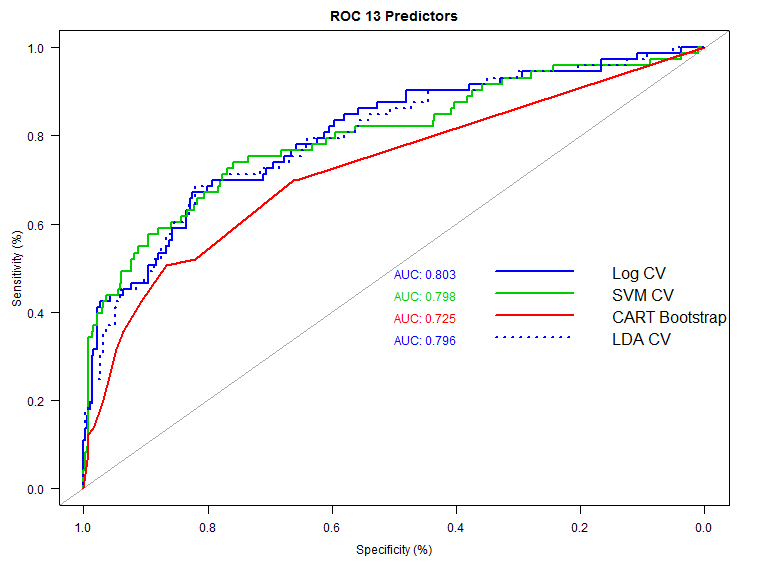 ROC 13 Predictors
1.0
0.8
0.6
0.4
0.2
0.0
Sensitivity (%)
AUC: 0.803 Log CV
AUC: 0.798 SVM CV
AUC: 0.725 CART Bootstrap
AUC: 0.796 LDA CV
1.0 0.8 0.6 0.4 0.2 0.0
Specificity (%)